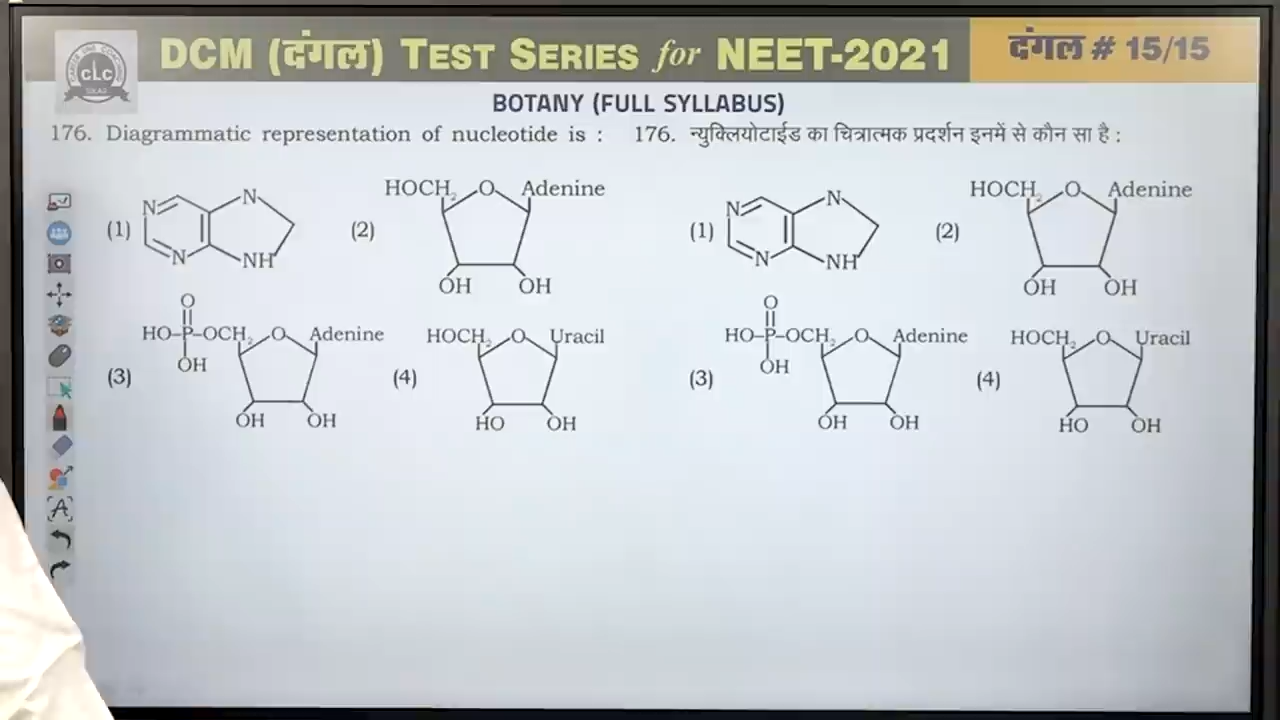 CLC
DCM (दंगल) TEST SERIES for NEET-2021
दंगल # 15/15
BOTANY (FULL SYLLABUS)
176. Diagrammatic representation of nucleotide is :
(1)
N
N
N
NH
(2)
HOCH₂ O Adenine
OH OH
(3)
O
HO–P–OCH₂ O Adenine
OH
OH OH
(4)
HOCH₂ O Uracil
HO OH
176. न्युक्लियोटाईड का चित्रात्मक प्रदर्शन इनमें से कौन सा है :
(1)
N
N
N
NH
(2)
HOCH₂ O Adenine
OH OH
(3)
O
HO–P–OCH₂ O Adenine
OH
OH OH
(4)
HOCH₂ O Uracil
HO OH
A